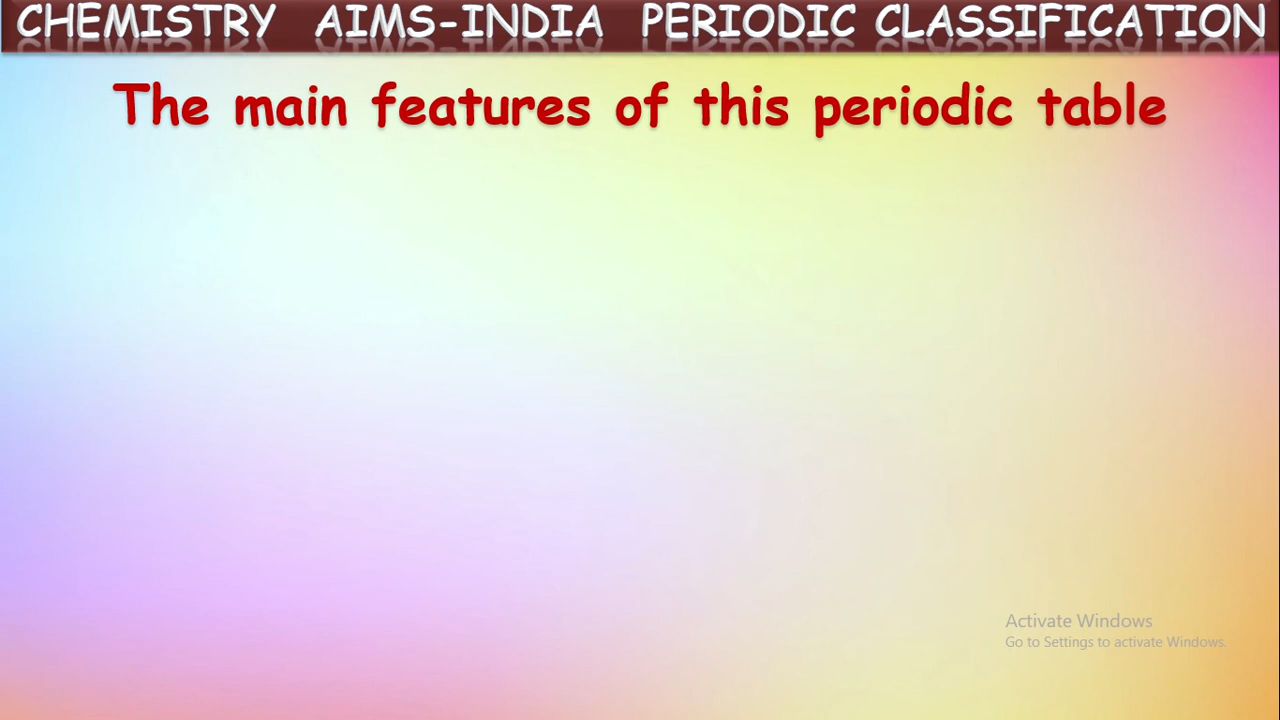 CHEMISTRY AIMS-INDIA PERIODIC CLASSIFICATION
The main features of this periodic table
Activate Windows
Go to Settings to activate Windows.